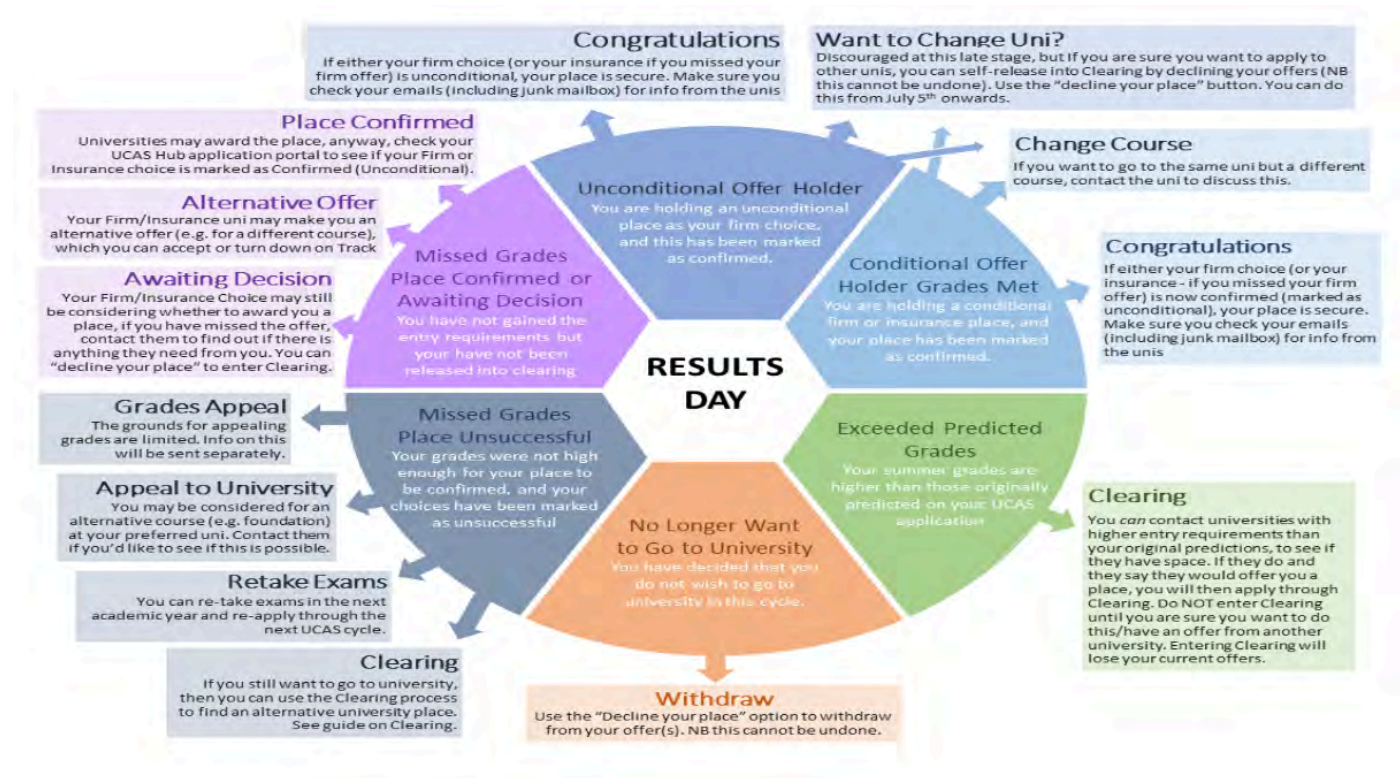 Congratulations
If either your firm choice (or your insurance if you missed your
firm offer) is unconditional, your place is secure. Make sure you
check your emails (including junk mailbox) for info from the unis
Want to Change Uni?
Discouraged at this late stage, but if you are sure you want to apply to
other unis, you can self-release into Clearing by declining your offers (NB
this cannot be undone). Use the "decline your place" button. You can do
this from July 5th onwards.
Place Confirmed
Universities may award the place, anyway, check your
UCAS Hub application portal to see if your Firm or
Insurance choice is marked as Confirmed (Unconditional).
Change Course
If you want to go to the same uni but a different
course, contact the uni to discuss this.
Alternative Offer
Your Firm/Insurance uni may make you an
alternative offer (e.g. for a different course),
which you can accept or turn down on Track
Unconditional Offer Holder
You are holding an unconditional
place as your firm choice,
and this has been marked
as confirmed.
Awaiting Decision
Your Firm/Insurance Choice may still
be considering whether to award you a
place, if you have missed the offer,
contact them to find out if there is
anything they need from you. You can
"decline your place" to enter Clearing.
Missed Grades
Place Confirmed or
Awaiting Decision
You have not gained the
entry requirements but
your have not been
released into clearing
Conditional Offer
Holder Grades Met
You are holding a conditional
firm or insurance place, and
your place has been marked
as confirmed.
Congratulations
If either your firm choice (or your
insurance - if you missed your firm
offer) is now confirmed (marked as
unconditional), your place is secure.
Make sure you check your emails
(including junk mailbox) for info from
the unis
RESULTS
DAY
Grades Appeal
The grounds for appealing
grades are limited. Info on this
will be sent separately.
Missed Grades
Place Unsuccessful
Your grades were not high
enough for your place to
be confirmed, and your
choices have been marked
as unsuccessful
Exceeded Predicted
Grades
Your summer grades are
higher than those originally
predicted on your UCAS
application
Appeal to University
You may be considered for an
alternative course (e.g. foundation)
at your preferred uni. Contact them
if you'd like to see if this is possible.
Clearing
You can contact universities with
higher entry requirements than
your original predictions, to see if
they have space. If they do and
they say they would offer you a
place, you will then apply through
Clearing. Do NOT enter Clearing
until you are sure you want to do
this/have an offer from another
university. Entering Clearing will
lose your current offers.
No Longer Want
to Go to University
You have decided that you
do not wish to go to
university in this cycle.
Retake Exams
You can re-take exams in the next
academic year and re-apply through the
next UCAS cycle.
Clearing
If you still want to go to university,
then you can use the Clearing process
to find an alternative university place.
See guide on Clearing.
Withdraw
Use the "Decline your place" option to withdraw
from your offer(s). NB this cannot be undone.